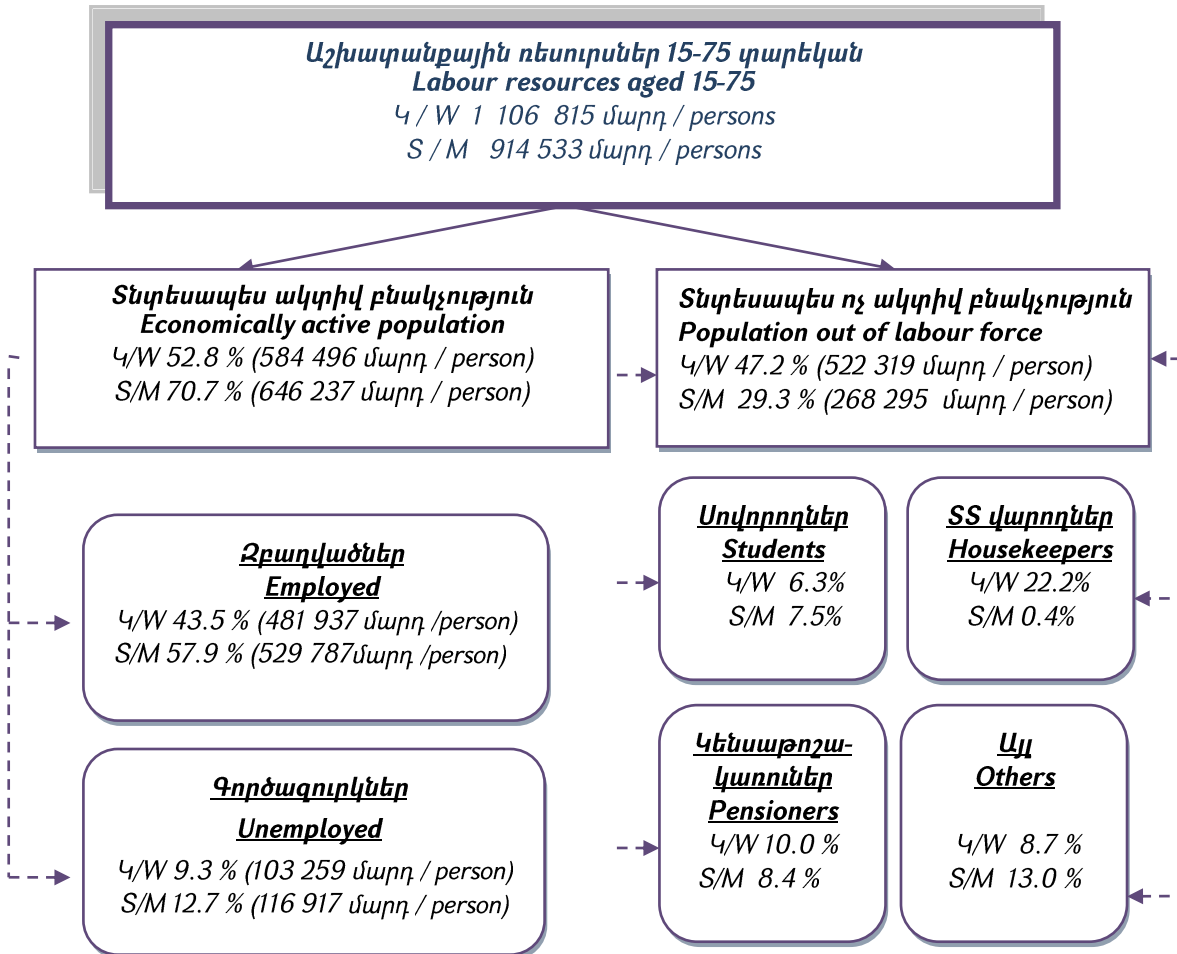 Աշխատանքային ռեսուրսներ 15-75 տարեկան
Labour resources aged 15-75
Կ / W 1 106 815 մարդ / persons
Տ / M 914 533 մարդ / persons
Տնտեսապես ակտիվ բնակչություն
Economically active population
Կ/W 52.8 % (584 496 մարդ / person)
Տ/M 70.7 % (646 237 մարդ / person)
Տնտեսապես ոչ ակտիվ բնակչություն
Population out of labour force
Կ/W 47.2 % (522 319 մարդ / person)
Տ/M 29.3 % (268 295 մարդ / person)
Զբաղվածներ
Employed
Կ/W 43.5 % (481 937 մարդ /person)
Տ/M 57.9 % (529 787մարդ /person)
Գործազուրկներ
Unemployed
Կ/W 9.3 % (103 259 մարդ / person)
Տ/M 12.7 % (116 917 մարդ / person)
Սովորողներ
Students
Կ/W 6.3%
Տ/M 7.5%
ՏՏ վարողներ
Housekeepers
Կ/W 22.2%
Տ/M 0.4%
Կենսաթոշա-
կառուներ
Pensioners
Կ/W 10.0 %
Տ/M 8.4 %
Այլ
Others
Կ/W 8.7 %
Տ/M 13.0 %